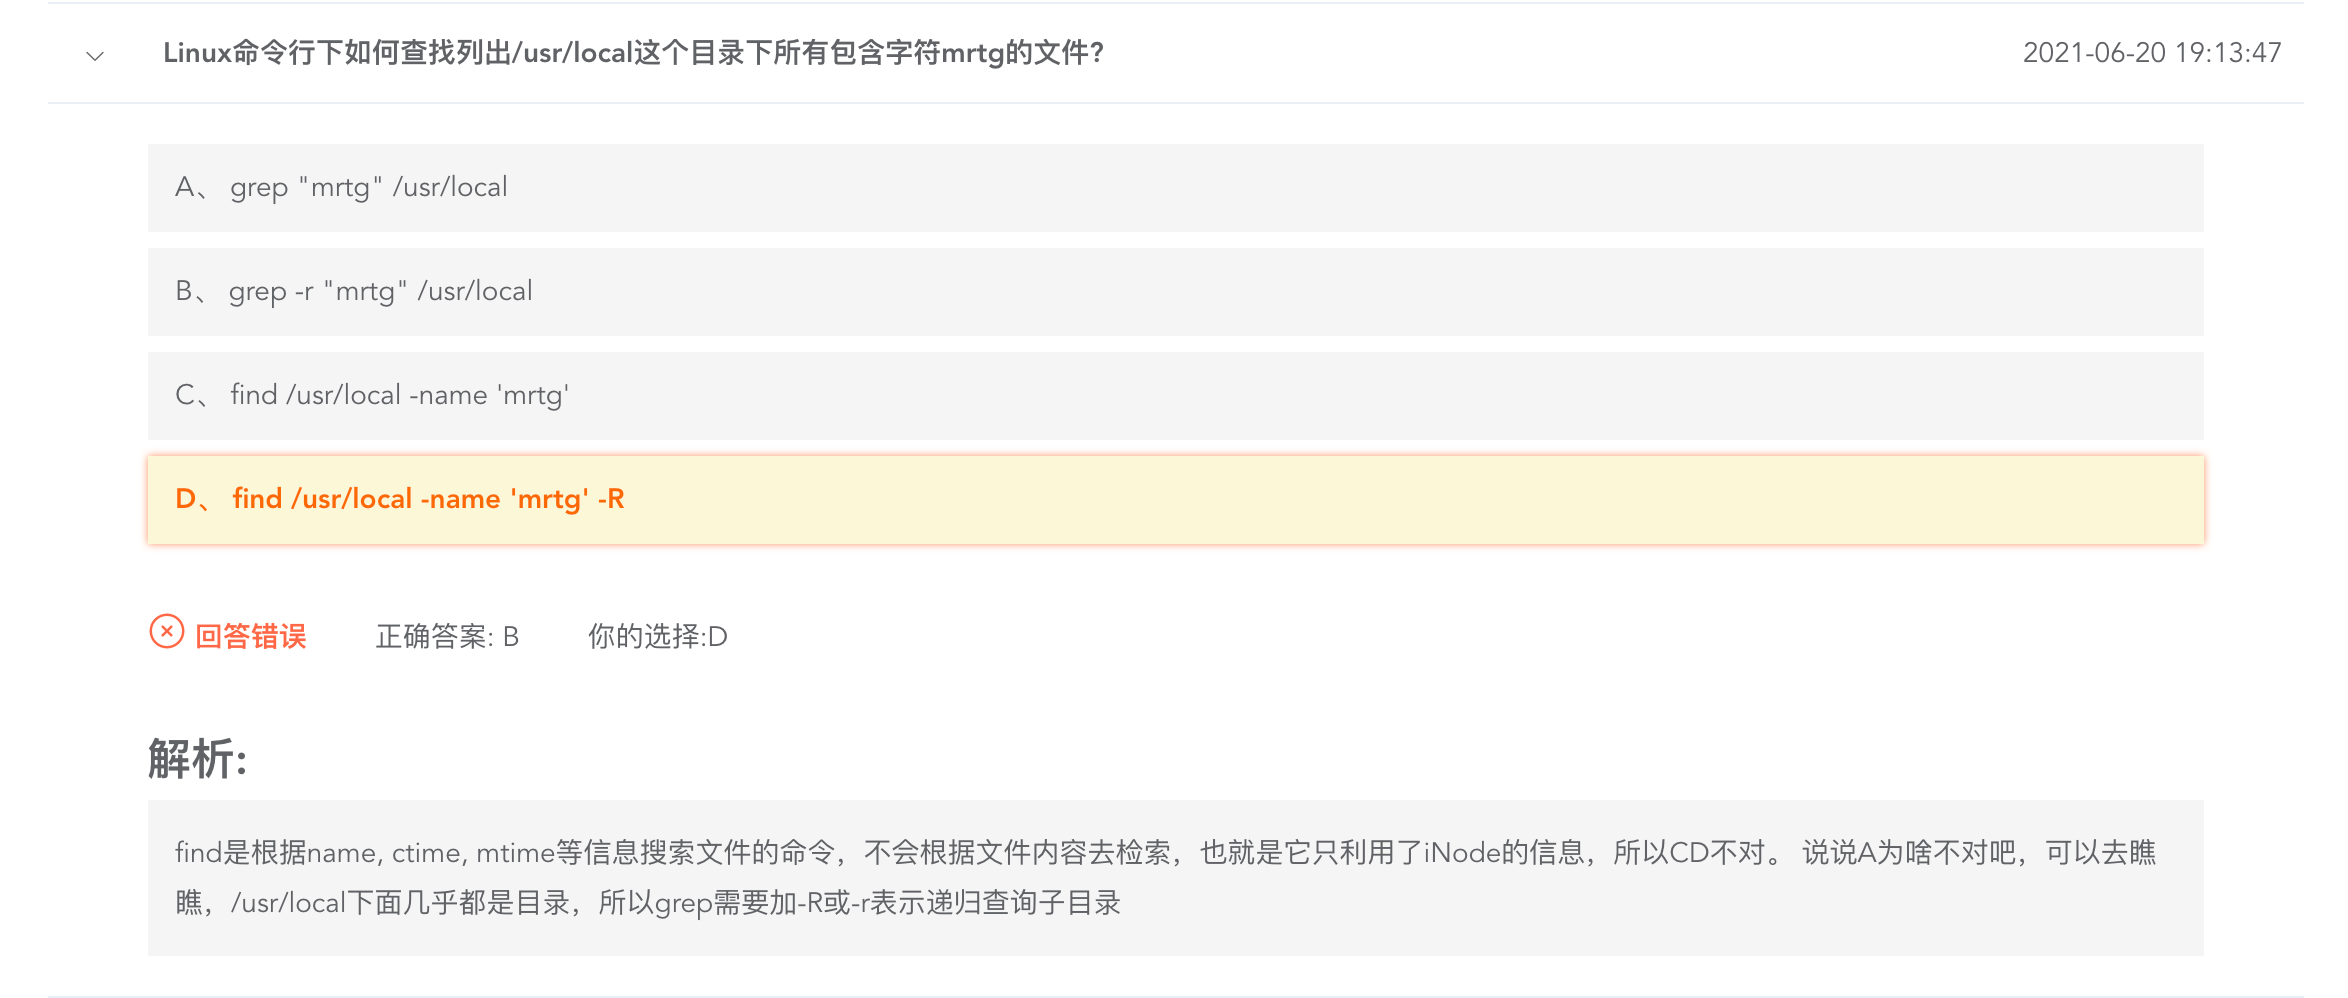 Linux命令行下如何查找列出/usr/local这个目录下所有包含字符mrtg的文件?
2021-06-20 19:13:47
A、 grep "mrtg" /usr/local
B、 grep -r "mrtg" /usr/local
C、 find /usr/local -name 'mrtg'
D、 find /usr/local -name 'mrtg' -R
回答错误 正确答案: B 你的选择:D
解析:
find是根据name, ctime, mtime等信息搜索文件的命令，不会根据文件内容去检索，也就是它只利用了iNode的信息，所以CD不对。 说说A为啥不对吧，可以去瞧
瞧，/usr/local下面几乎都是目录，所以grep需要加-R或-r表示递归查询子目录